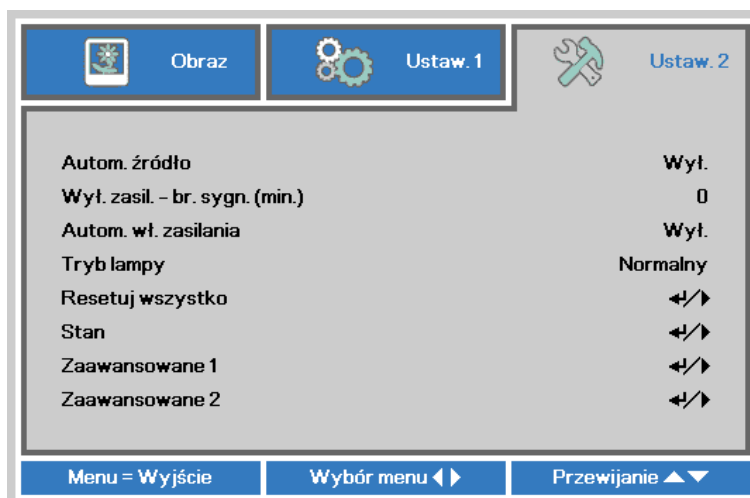 Obraz
Ustaw. 1
Ustaw. 2
Autom. źródło Wył.
Wył. zasil. – br. sygn. (min.) 0
Autom. wł. zasilania Wył.
Tryb lampy Normalny
Resetuj wszystko
Stan
Zaawansowane 1
Zaawansowane 2
Menu = Wyjście Wybór menu Przewijanie